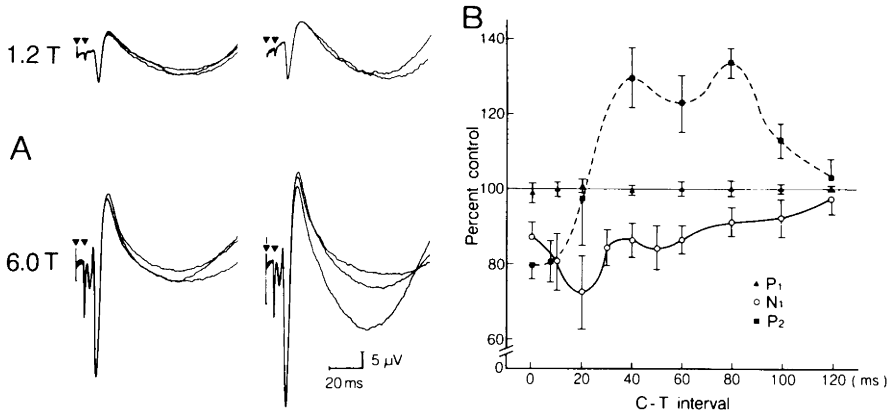 A
1.2 T
6.0 T
5 µV
20 ms
B
Percent control
140
120
100
80
60
0
P1
N1
P2
0 20 40 60 80 100 120 (ms)
C-T interval